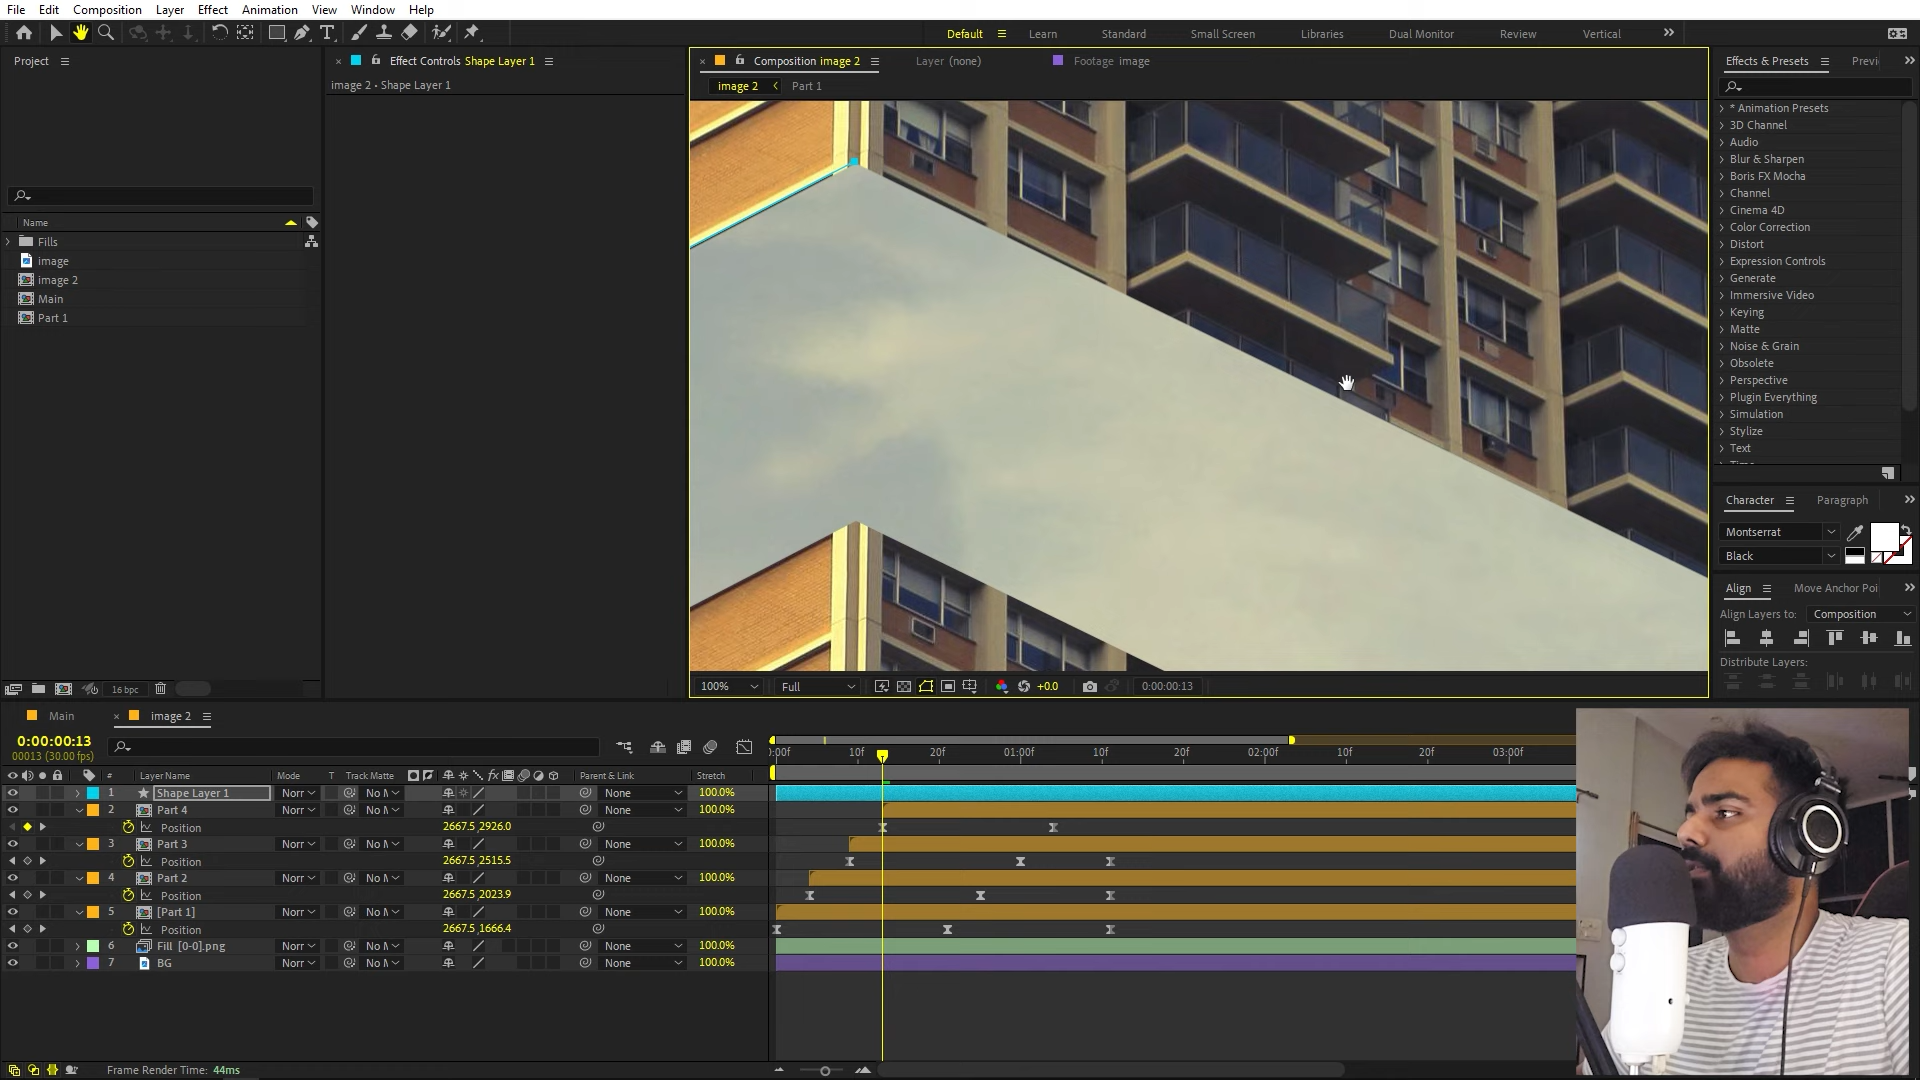 File Edit Composition Layer Effect Animation View Window Help
Default Learn Standard Small Screen Libraries Dual Monitor Review Vertical
Project
Effect Controls Shape Layer 1
image 2 • Shape Layer 1
Composition image 2
Layer (none)
Footage image
image 2 Part 1
Effects & Presets
* Animation Presets
3D Channel
Audio
Blur & Sharpen
Boris FX Mocha
Channel
Cinema 4D
Color Correction
Distort
Expression Controls
Generate
Immersive Video
Keying
Matte
Noise & Grain
Obsolete
Perspective
Plugin Everything
Simulation
Stylize
Text
Name
Fills
image
image 2
Main
Part 1
16 bpc
100% Full +0.0 0:00:00:13
Character Paragraph
Montserrat
Black
Align Move Anchor Poi
Align Layers to: Composition
Distribute Layers:
Main image 2
0:00:00:13
00013 (30.00 fps)
:00f 10f 20f 01:00f 10f 20f 02:00f 10f 20f 03:00f
# Layer Name Mode T Track Matte Parent & Link Stretch
1 Shape Layer 1 Norr No M None 100.0%
2 Part 4 Norr No M None 100.0%
Position 2667.5,2926.0
3 Part 3 Norr No M None 100.0%
Position 2667.5,2515.5
4 Part 2 Norr No M None 100.0%
Position 2667.5,2023.9
5 [Part 1] Norr No M None 100.0%
Position 2667.5,1666.4
6 Fill [0-0].png Norr No M None 100.0%
7 BG Norr No M None 100.0%
Frame Render Time: 44ms